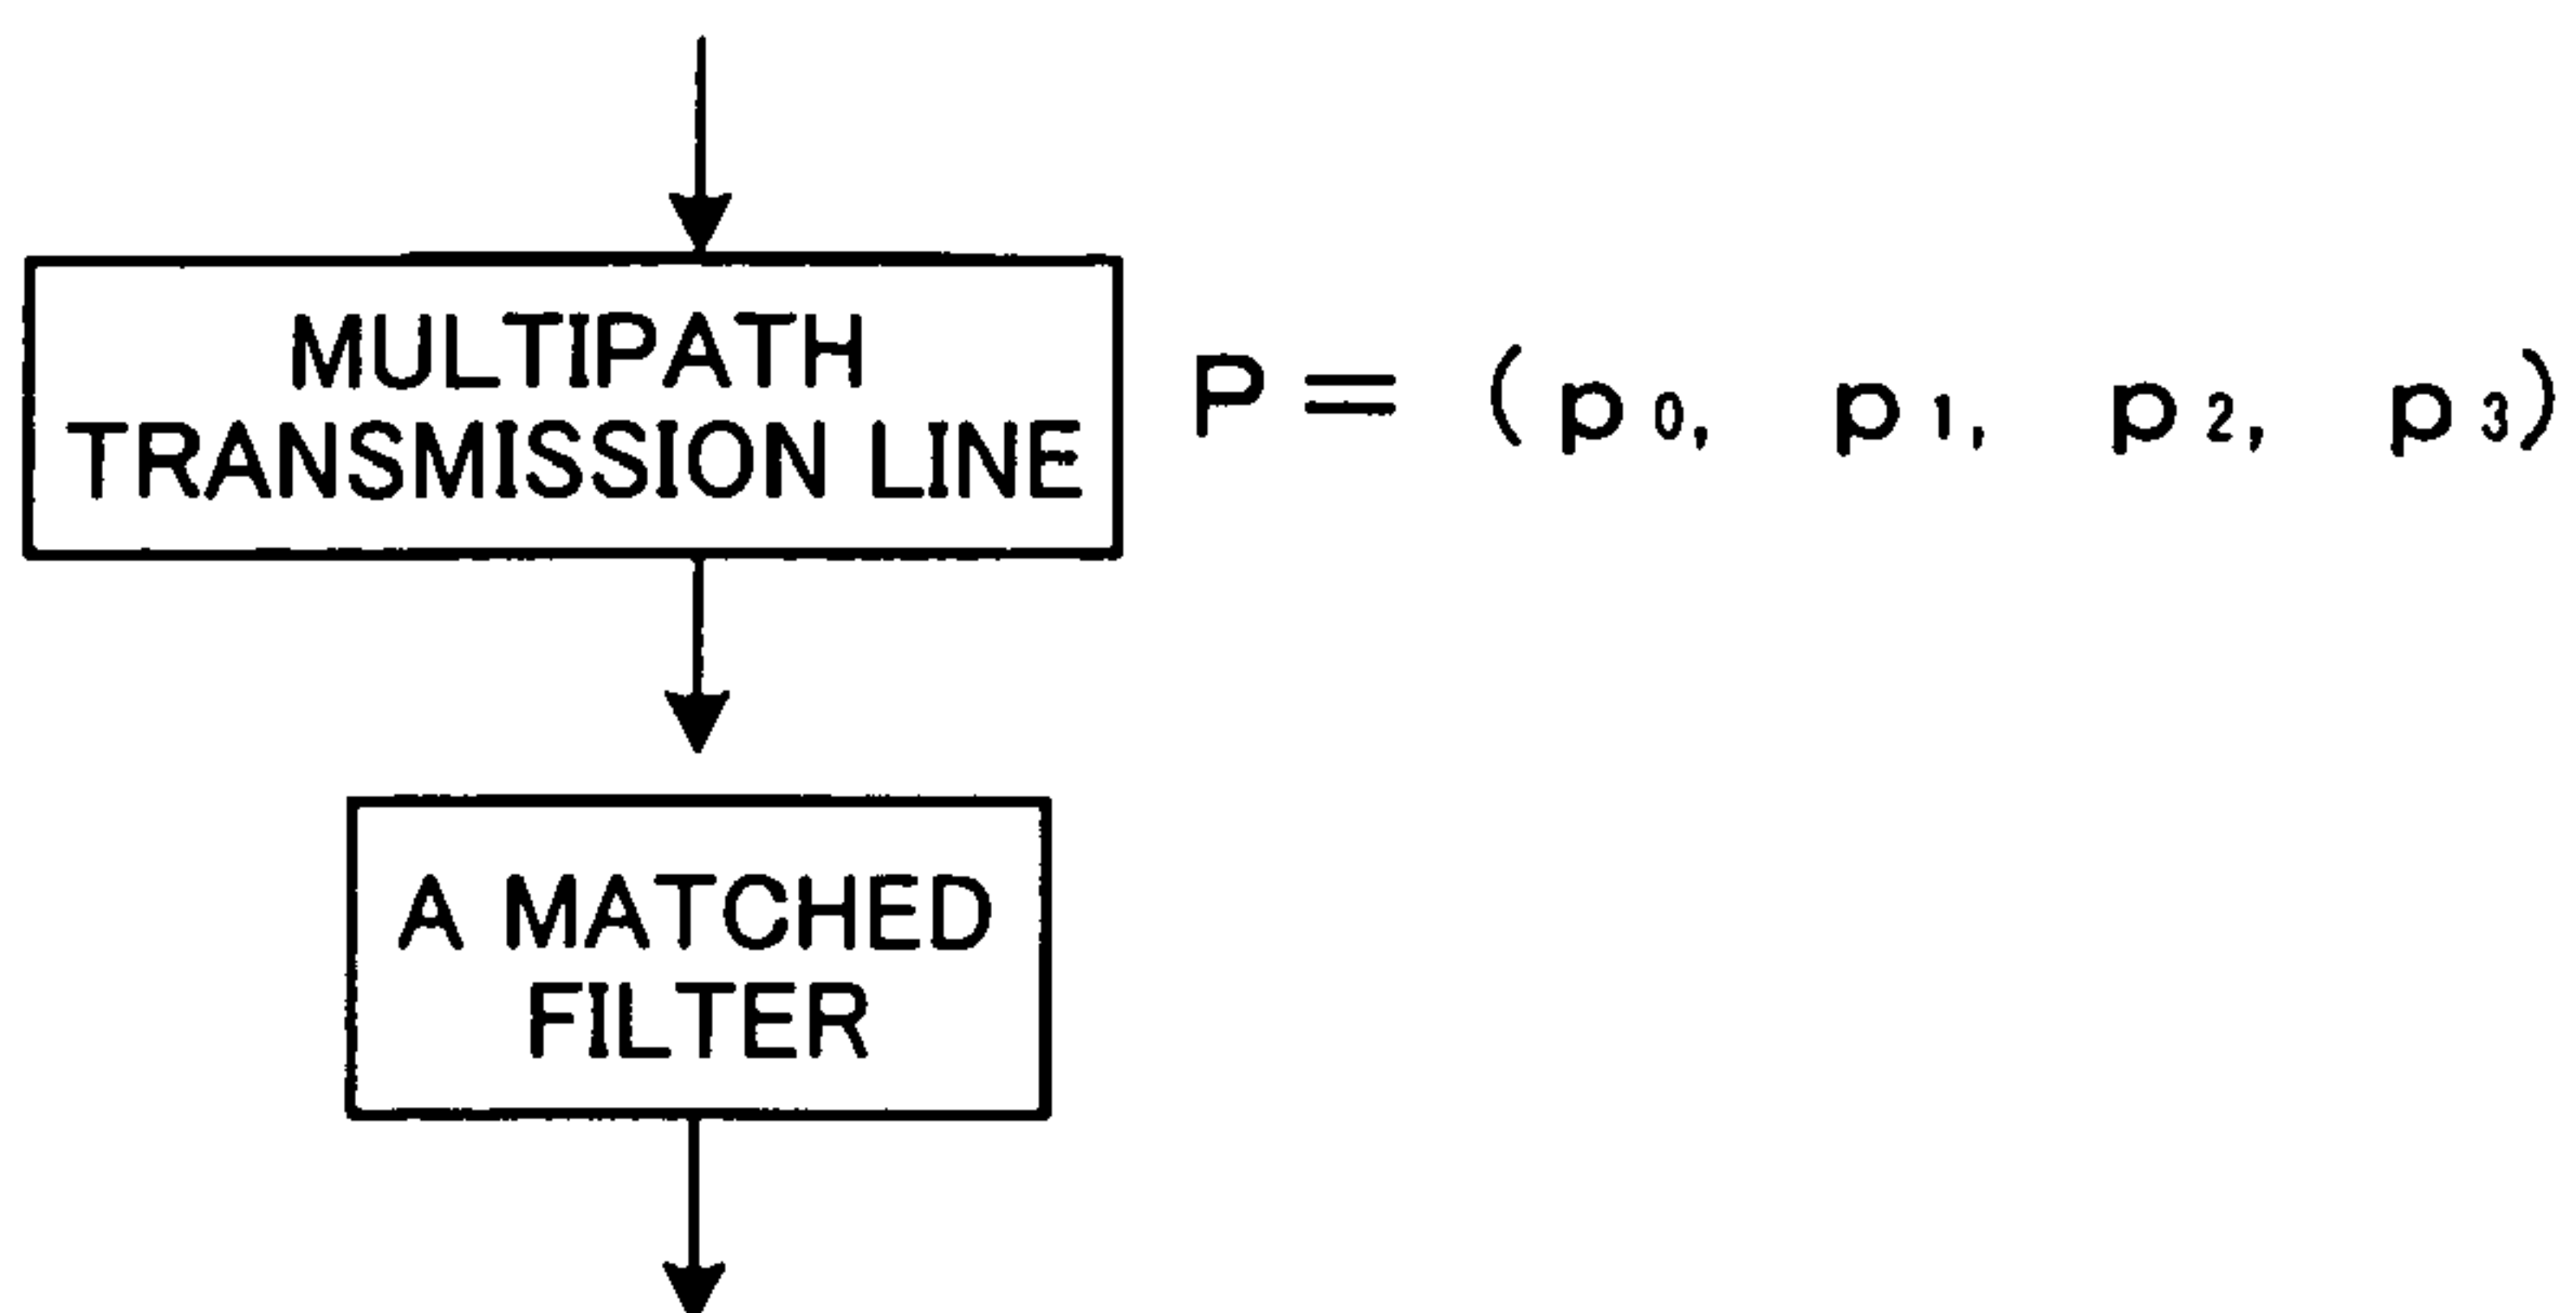 MULTIPATH
TRANSMISSION LINE
P = (p₀, p₁, p₂, p₃)
A MATCHED
FILTER